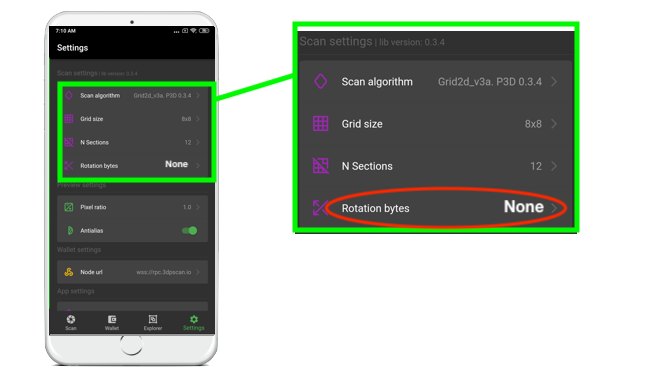 7:10 AM
Settings
Scan settings | lib version: 0.3.4
Scan algorithm Grid2d_v3a. P3D 0.3.4
Grid size 8x8
N Sections 12
Rotation bytes None
Preview settings
Pixel ratio 1.0
Antialias
Wallet settings
Node url wss://rpc.3dpscan.io
App settings
Scan Wallet Explorer Settings
Scan settings | lib version: 0.3.4
Scan algorithm Grid2d_v3a. P3D 0.3.4
Grid size 8x8
N Sections 12
Rotation bytes None